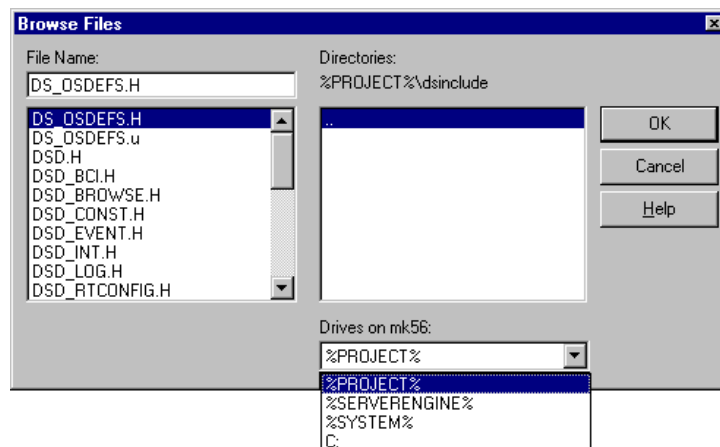 Browse Files
File Name:
DS_OSDEFS.H
DS_OSDEFS.H
DS_OSDEFS.u
DSD.H
DSD_BCI.H
DSD_BROWSE.H
DSD_CONST.H
DSD_EVENT.H
DSD_INT.H
DSD_LOG.H
DSD_RTCONFIG.H
Directories:
%PROJECT%\dsinclude
..
Drives on mk56:
%PROJECT%
%PROJECT%
%SERVERENGINE%
%SYSTEM%
C:
OK
Cancel
Help